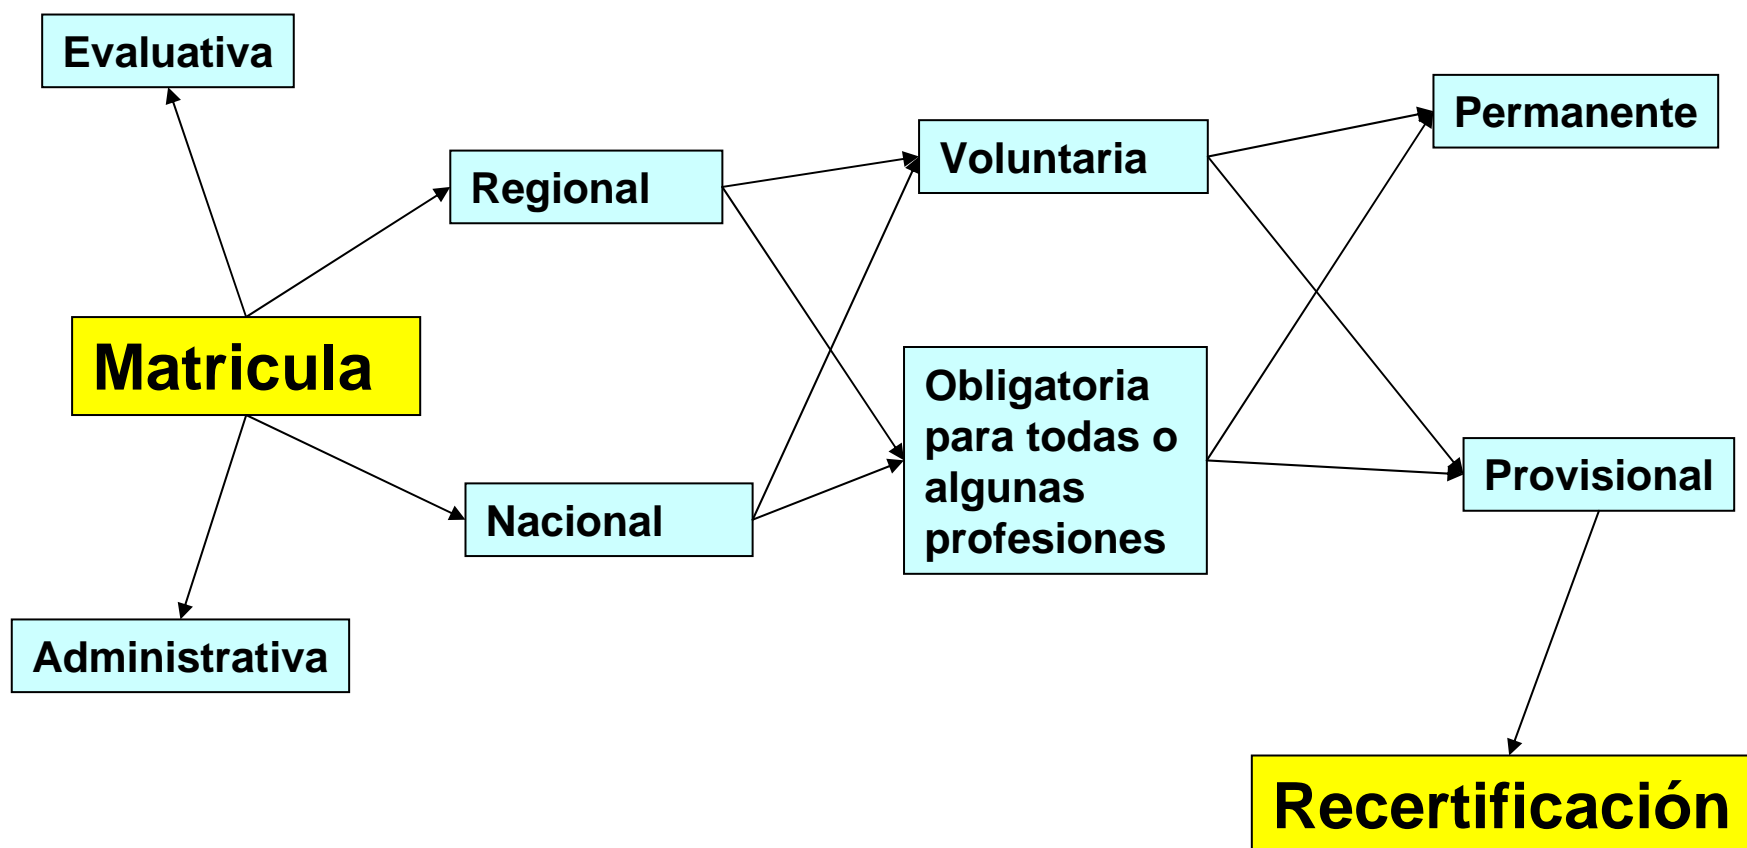 Evaluativa
Permanente
Voluntaria
Regional
Matricula
Obligatoria
para todas o
algunas
profesiones
Provisional
Nacional
Administrativa
Recertificación